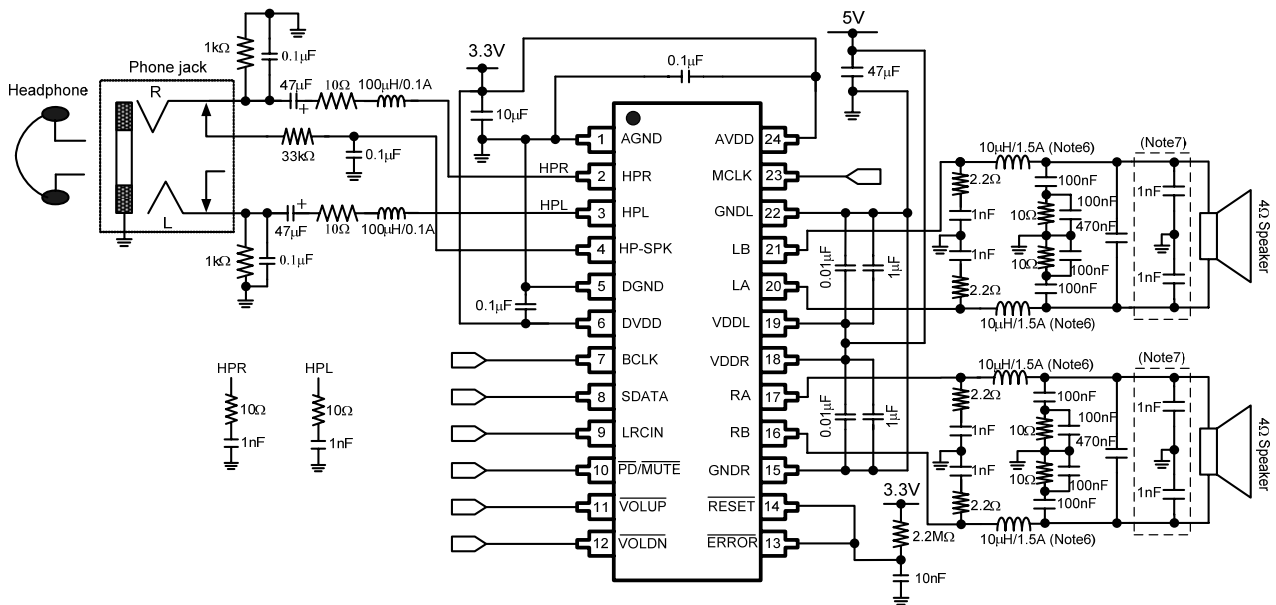 Headphone
Phone jack
R
L
1kΩ
0.1μF
47μF
+
10Ω
100μH/0.1A
33kΩ
0.1μF
47μF
+
10Ω
100μH/0.1A
1kΩ
0.1μF
HPR
HPL
3.3V
10μF
0.1μF
0.1μF
5V
47μF
1 AGND
2 HPR
3 HPL
4 HP-SPK
5 DGND
6 DVDD
7 BCLK
8 SDATA
9 LRCIN
10 PD/MUTE
11 VOLUP
12 VOLDN
AVDD 24
MCLK 23
GNDL 22
LB 21
LA 20
VDDL 19
VDDR 18
RA 17
RB 16
GNDR 15
RESET 14
ERROR 13
0.01μF
1μF
0.01μF
1μF
3.3V
2.2MΩ
10nF
HPR
10Ω
1nF
HPL
10Ω
1nF
10μH/1.5A (Note6)
(Note7)
2.2Ω
100nF
1nF
1nF
10Ω
100nF
470nF
4Ω Speaker
1nF
10Ω
100nF
1nF
2.2Ω
100nF
10μH/1.5A (Note6)
10μH/1.5A (Note6)
(Note7)
2.2Ω
100nF
1nF
1nF
10Ω
100nF
470nF
4Ω Speaker
1nF
10Ω
100nF
1nF
2.2Ω
100nF
10μH/1.5A (Note6)